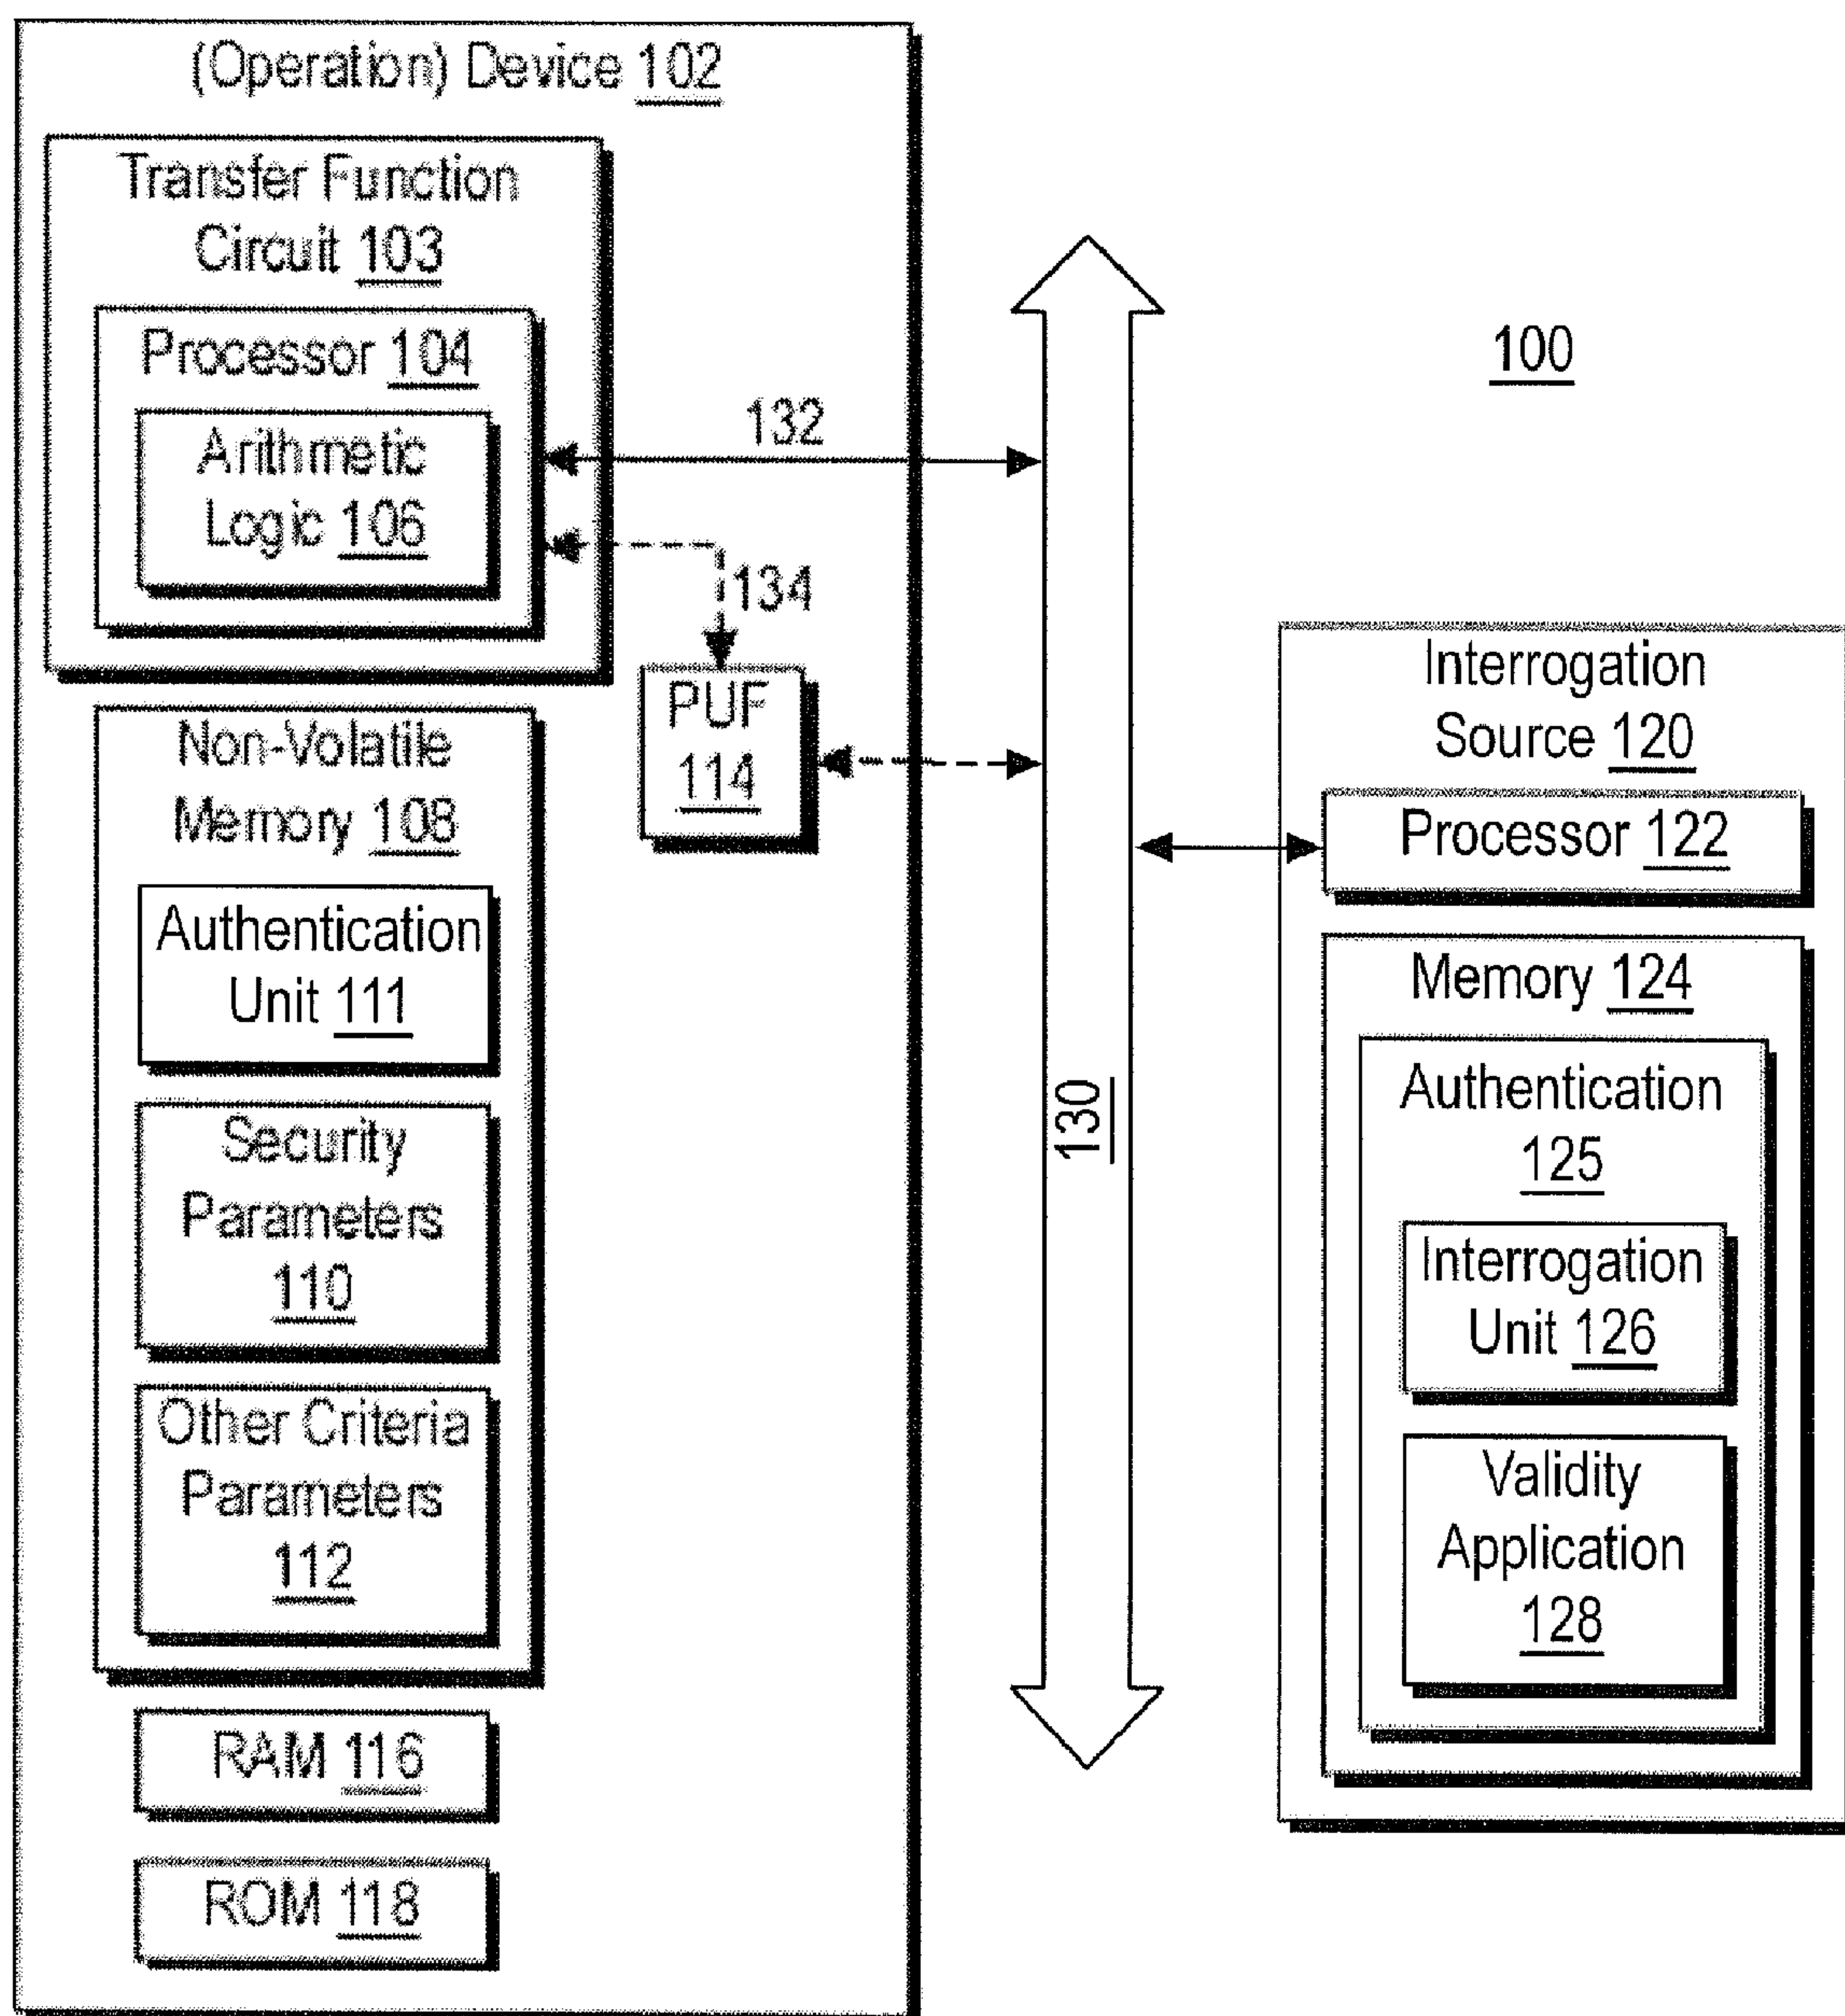 (Operation) Device 102
Transfer Function
Circuit 103
Processor 104
Arithmetic
Logic 106
132
134
PUF
114
Non-Volatile
Memory 108
Authentication
Unit 111
Security
Parameters
110
Other Criteria
Parameters
112
RAM 116
ROM 118
130
100
Interrogation
Source 120
Processor 122
Memory 124
Authentication
125
Interrogation
Unit 126
Validity
Application
128